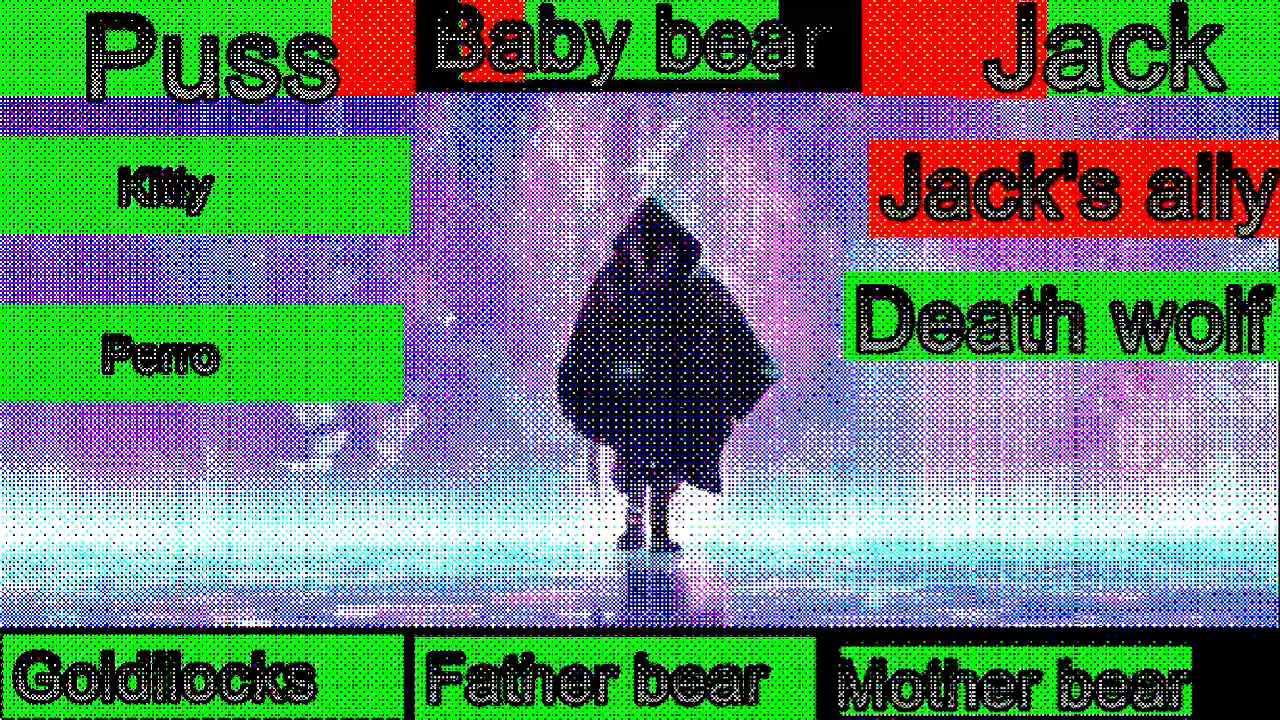 Puss
Baby bear
Jack
Kitty
Jack's ally
Death wolf
Perro
Goldilocks
Father bear
Mother bear